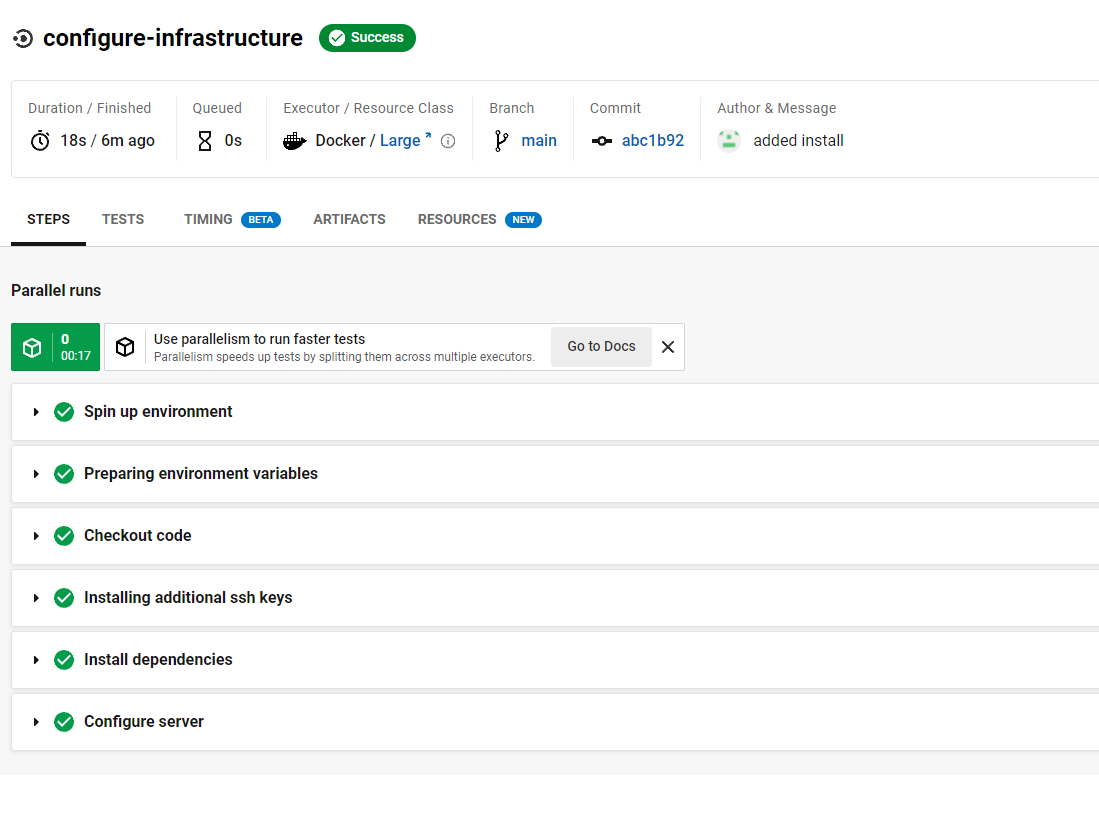 configure-infrastructure Success
Duration / Finished Queued Executor / Resource Class Branch Commit Author & Message
18s / 6m ago 0s Docker / Large main abc1b92 added install
STEPS TESTS TIMING BETA ARTIFACTS RESOURCES NEW
Parallel runs
0
00:17
Use parallelism to run faster tests
Parallelism speeds up tests by splitting them across multiple executors.
Go to Docs
Spin up environment
Preparing environment variables
Checkout code
Installing additional ssh keys
Install dependencies
Configure server